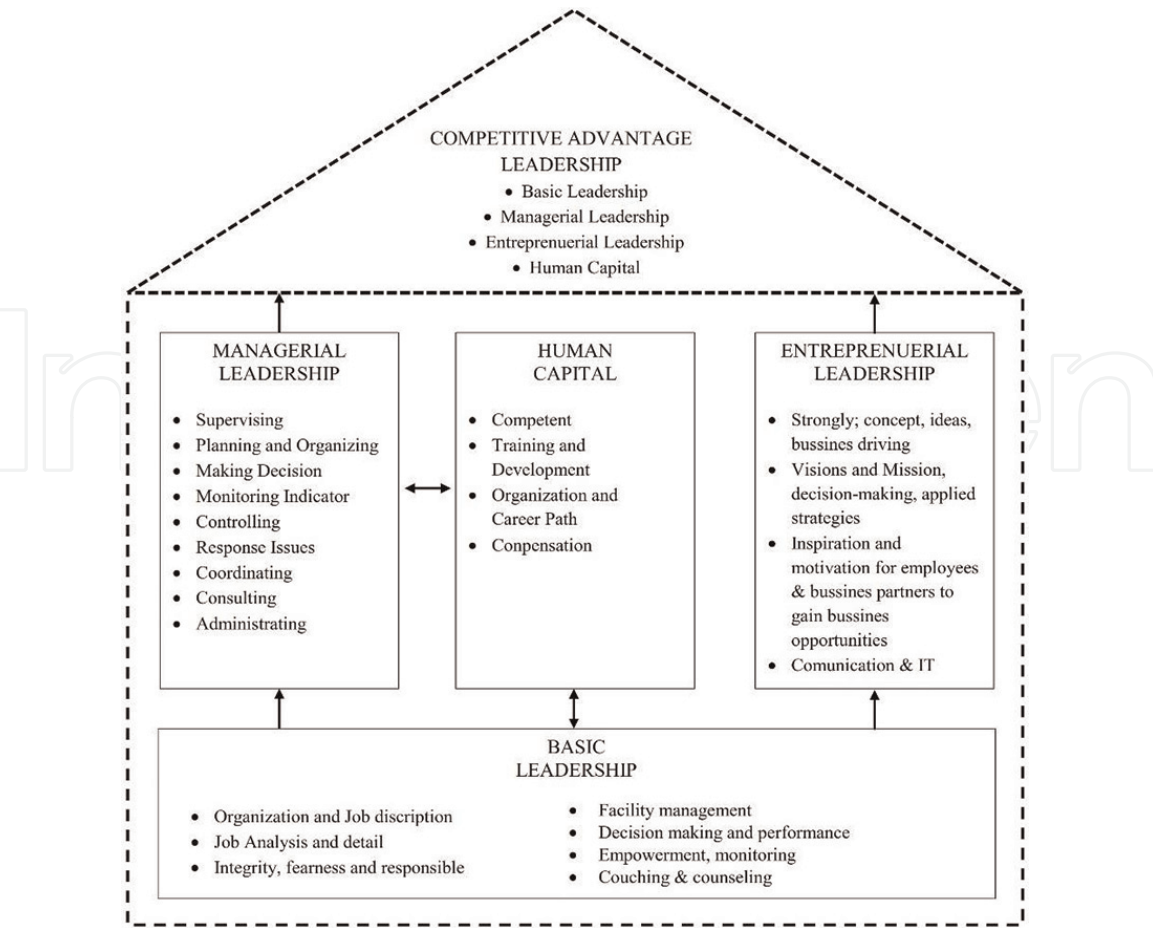 COMPETITIVE ADVANTAGE
LEADERSHIP
• Basic Leadership
• Managerial Leadership
• Entreprenuerial Leadership
• Human Capital
MANAGERIAL
LEADERSHIP
• Supervising
• Planning and Organizing
• Making Decision
• Monitoring Indicator
• Controlling
• Response Issues
• Coordinating
• Consulting
• Administrating
HUMAN
CAPITAL
• Competent
• Training and
Development
• Organization and
Career Path
• Conpensation
ENTREPRENUERIAL
LEADERSHIP
• Strongly; concept, ideas,
bussines driving
• Visions and Mission,
decision-making, applied
strategies
• Inspiration and
motivation for employees
& bussines partners to
gain bussines
opportunities
• Comunication & IT
BASIC
LEADERSHIP
• Organization and Job discription
• Job Analysis and detail
• Integrity, fearness and responsible
• Facility management
• Decision making and performance
• Empowerment, monitoring
• Couching & counseling